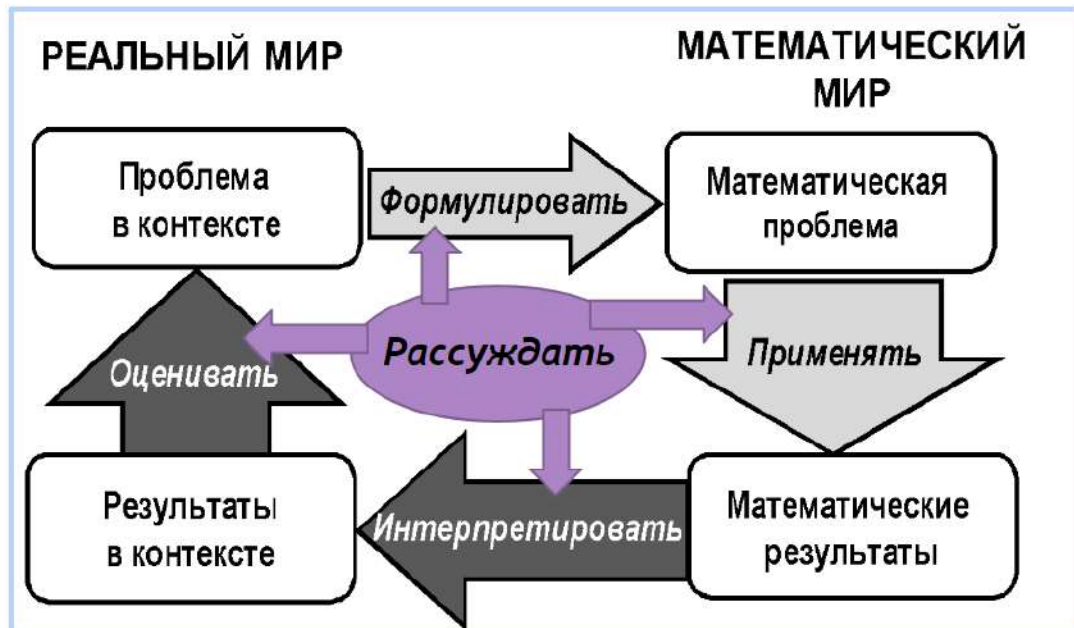 РЕАЛЬНЫЙ МИР
МАТЕМАТИЧЕСКИЙ
МИР
Проблема
в контексте
Формулировать
Математическая
проблема
Рассуждать
Оценивать
Применять
Результаты
в контексте
Интерпретировать
Математические
результаты